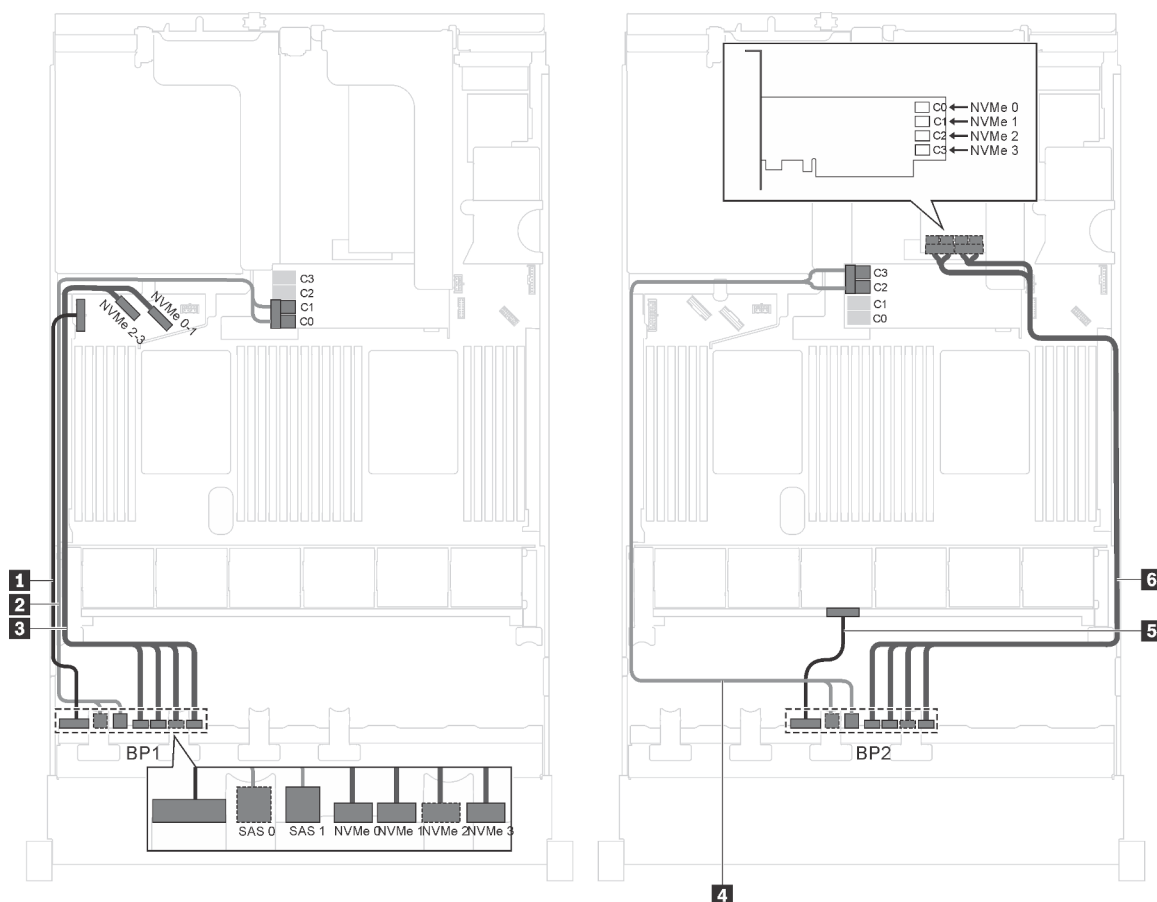 C3
C2
C1
C0
NVMe 0-1
NVMe 2-3
1
2
3
BP1
SAS 0
SAS 1
NVMe 0
NVMe 1
NVMe 2
NVMe 3
C0 NVMe 0
C1 NVMe 1
C2 NVMe 2
C3 NVMe 3
C3
C2
C1
C0
6
5
BP2
4